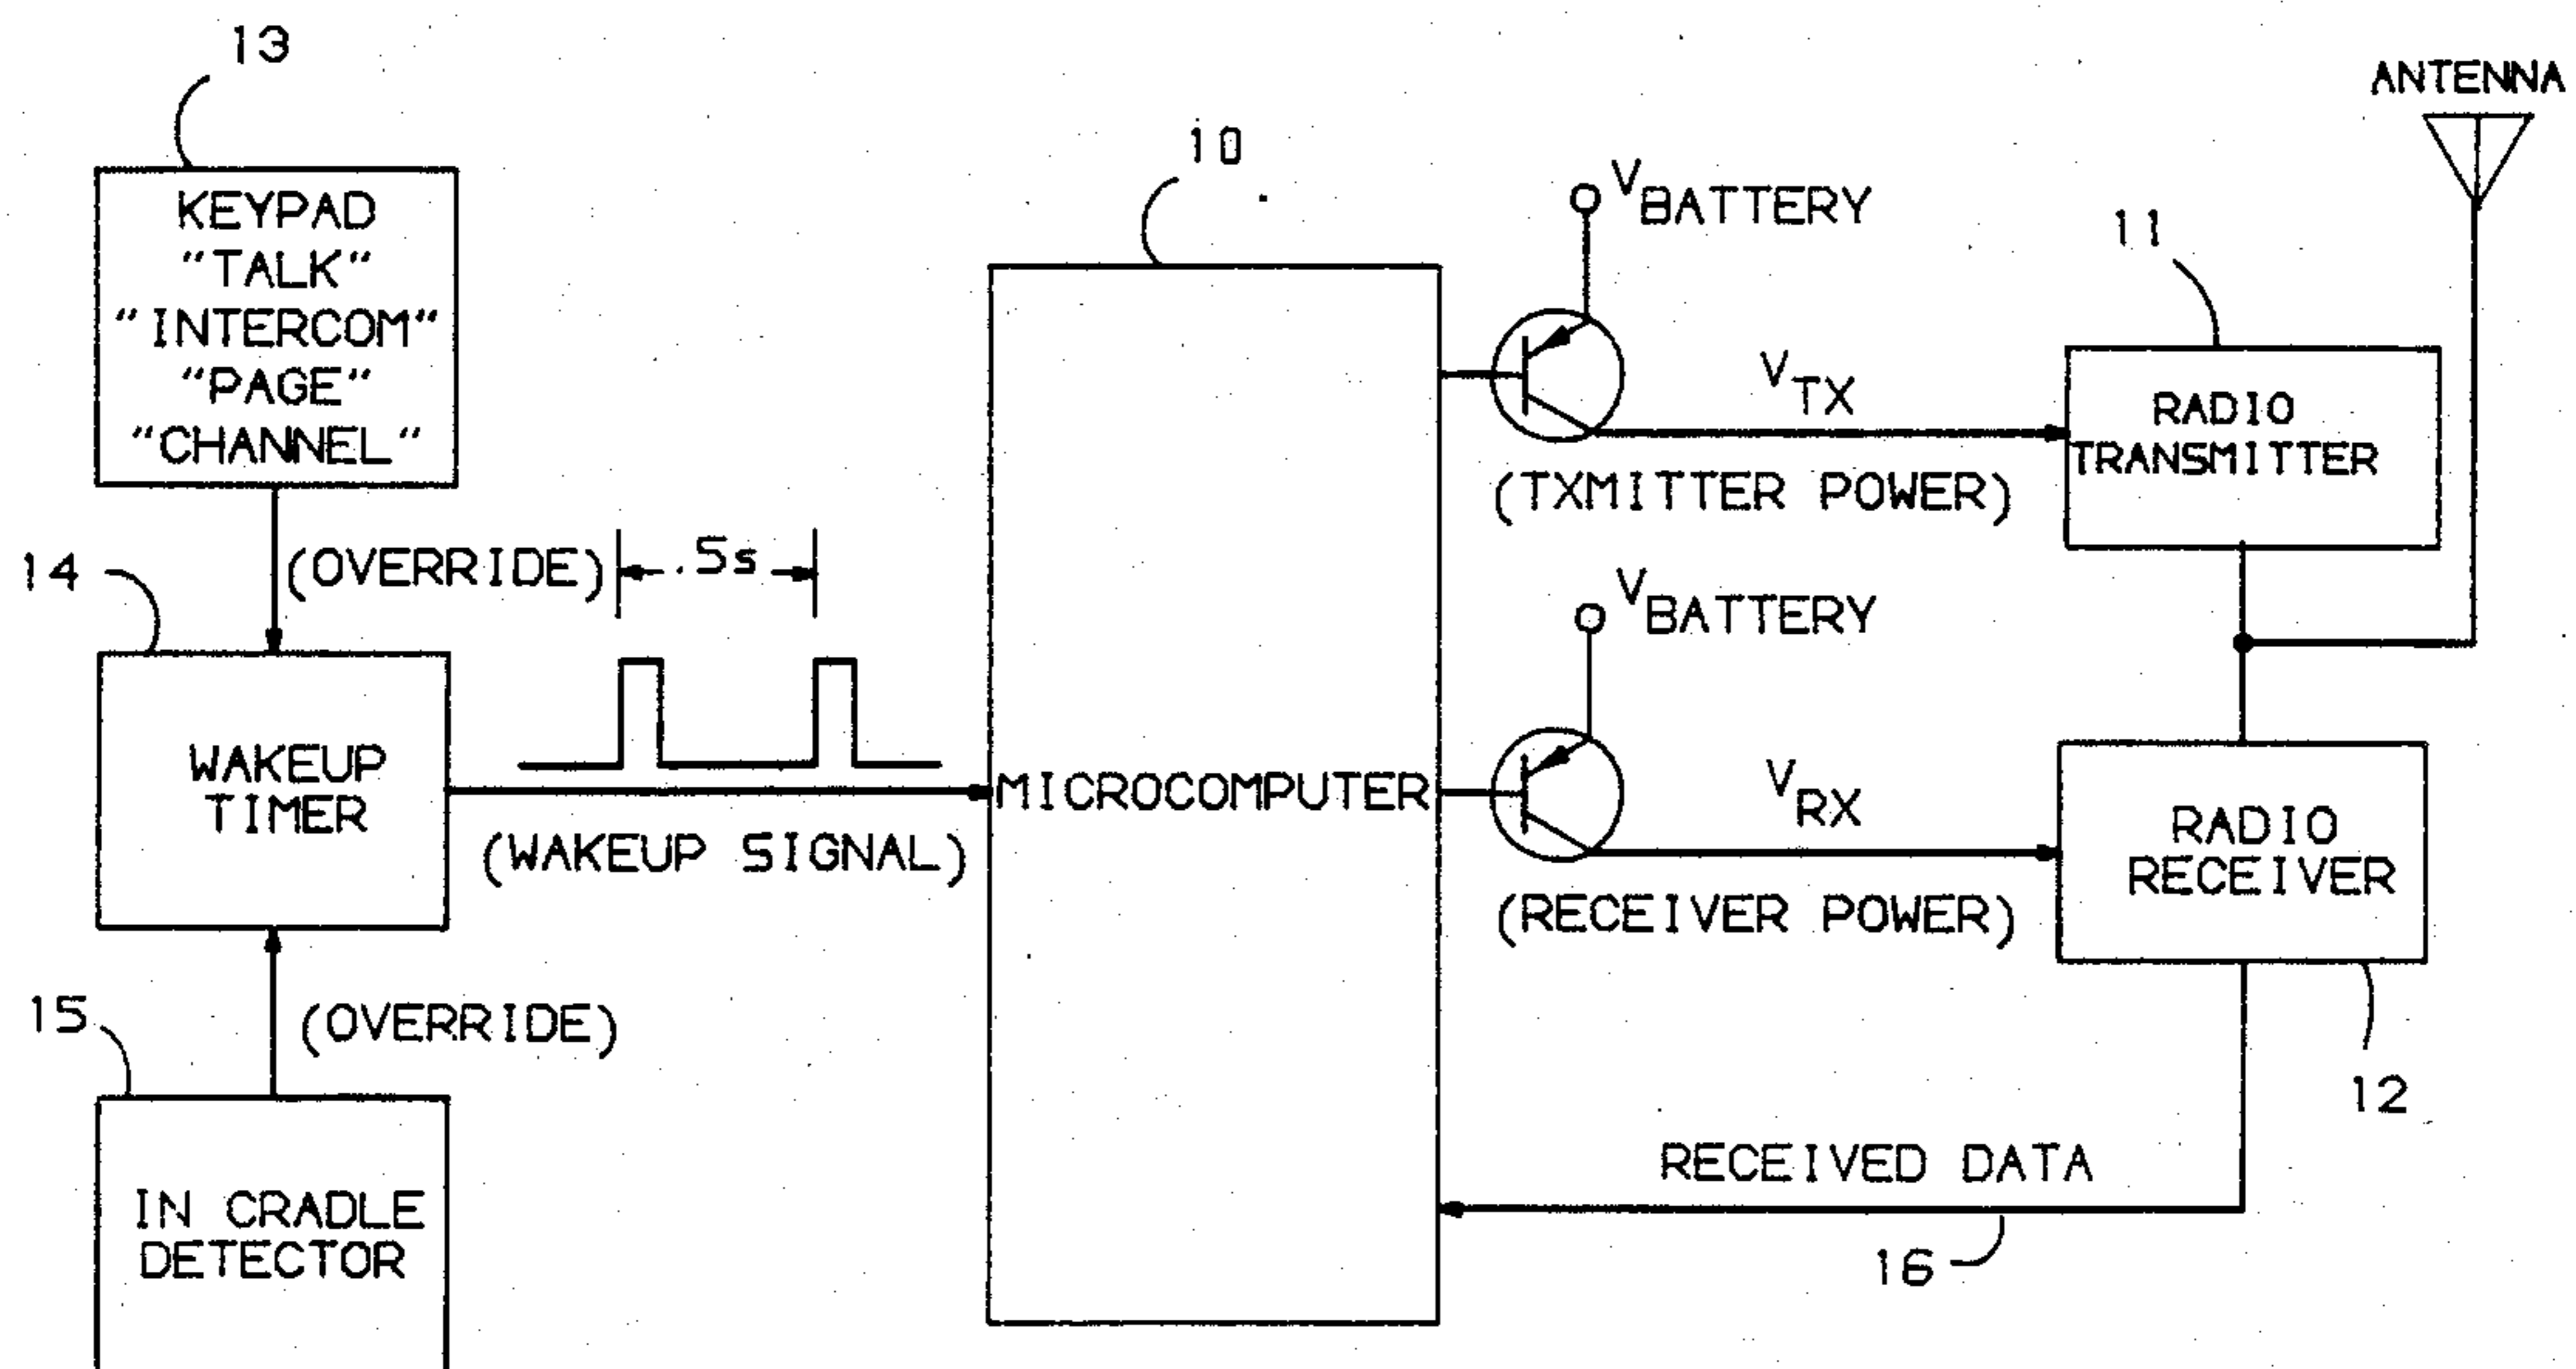 13
KEYPAD
"TALK"
"INTERCOM"
"PAGE"
"CHANNEL"
(OVERRIDE)
.5s
14
WAKEUP
TIMER
(WAKEUP SIGNAL)
15
(OVERRIDE)
IN CRADLE
DETECTOR
10
MICROCOMPUTER
VBATTERY
VTX
(TXMITTER POWER)
11
RADIO
TRANSMITTER
ANTENNA
VBATTERY
VRX
(RECEIVER POWER)
RADIO
RECEIVER
12
RECEIVED DATA
16